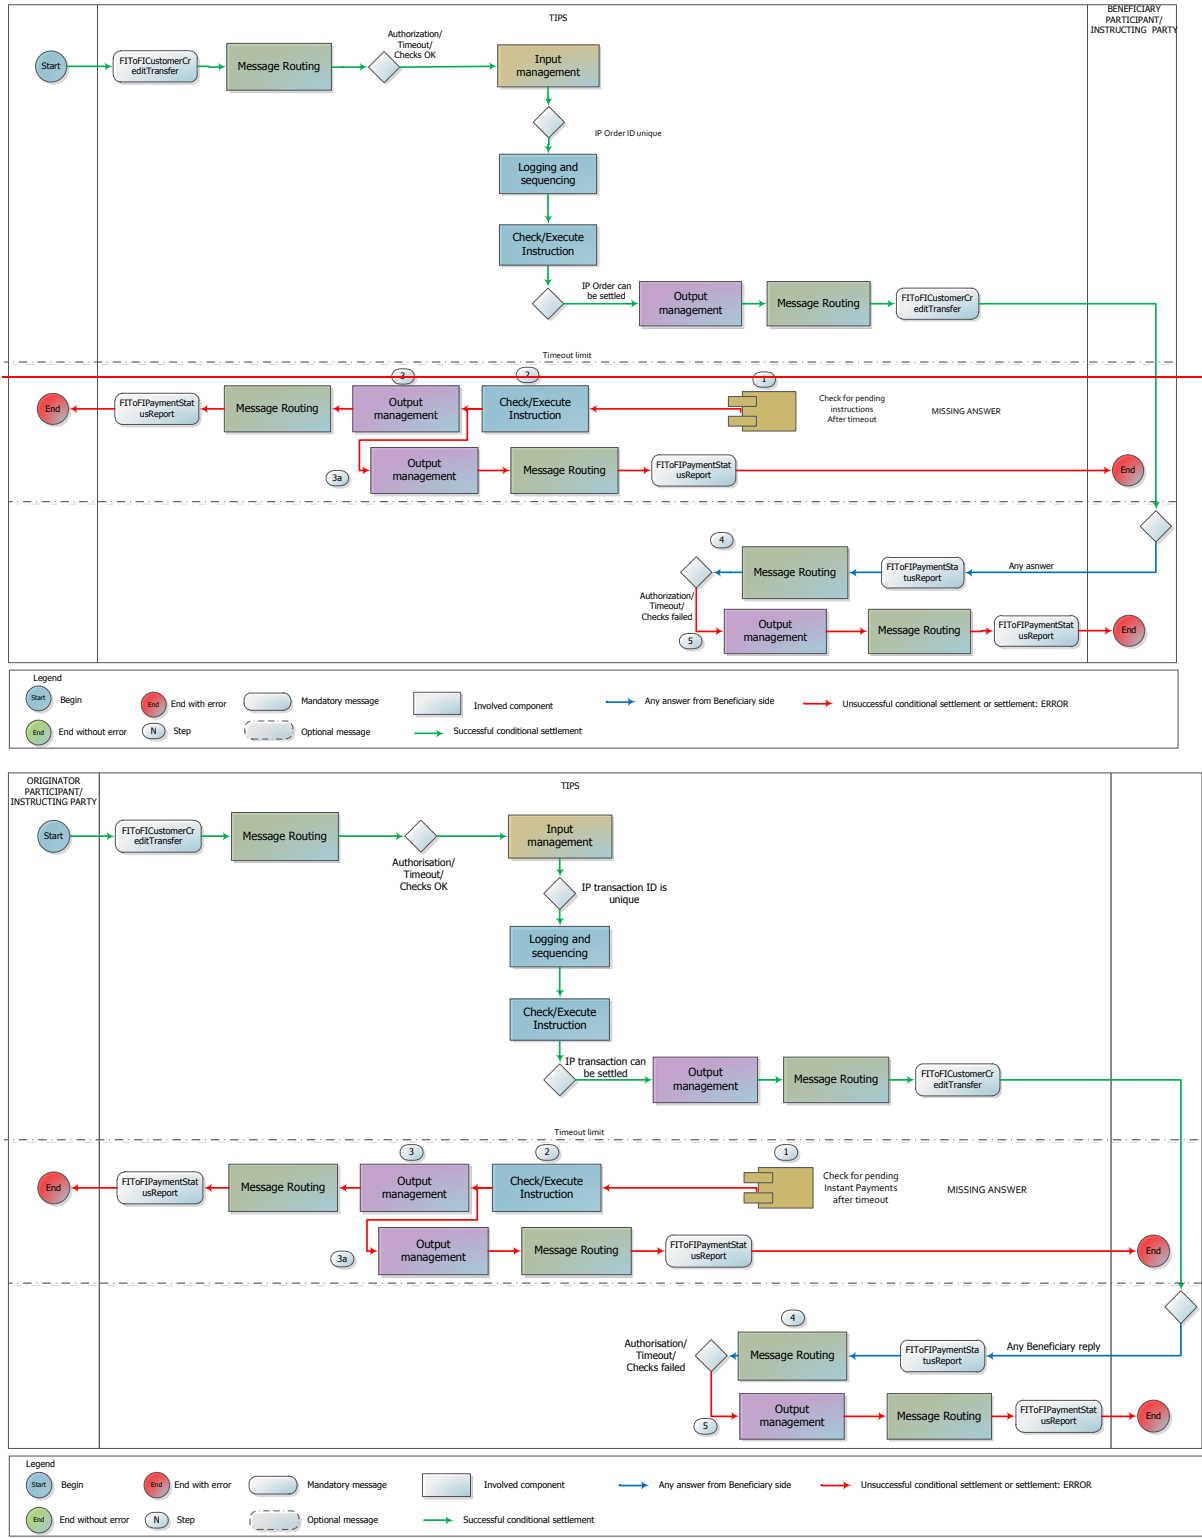 TIPS
BENEFICIARY
PARTICIPANT/
INSTRUCTING PARTY
Authorization/
Timeout/
Checks OK
Start
FIToFICustomerCr
editTransfer
Message Routing
Input
management
IP Order ID unique
Logging and
sequencing
Check/Execute
Instruction
IP Order can
be settled
Output
management
Message Routing
FIToFICustomerCr
editTransfer
Timeout limit
3
2
1
End
FIToFIPaymentStat
usReport
Message Routing
Output
management
Check/Execute
Instruction
Check for pending
instructions
After timeout
MISSING ANSWER
3a
Output
management
Message Routing
FIToFIPaymentStat
usReport
End
4
Message Routing
FIToFIPaymentSta
tusReport
Any asnwer
Authorization/
Timeout/
Checks failed
5
Output
management
Message Routing
FIToFIPaymentStat
usReport
End
Legend
Start
Begin
End
End with error
Mandatory message
Involved component
Any answer from Beneficiary side
Unsuccessful conditional settlement or settlement: ERROR
End
End without error
N
Step
Optional message
Successful conditional settlement
ORIGINATOR
PARTICIPANT/
INSTRUCTING PARTY
TIPS
Start
FIToFICustomerCr
editTransfer
Message Routing
Authorisation/
Timeout/
Checks OK
Input
management
IP transaction ID is
unique
Logging and
sequencing
Check/Execute
Instruction
IP transaction can
be settled
Output
management
Message Routing
FIToFICustomerCr
editTransfer
Timeout limit
3
2
1
End
FIToFIPaymentStat
usReport
Message Routing
Output
management
Check/Execute
Instruction
Check for pending
Instant Payments
after timeout
MISSING ANSWER
3a
Output
management
Message Routing
FIToFIPaymentStat
usReport
End
4
Authorisation/
Timeout/
Checks failed
Message Routing
FIToFIPaymentSta
tusReport
Any Beneficiary reply
5
Output
management
Message Routing
FIToFIPaymentStat
usReport
End
Legend
Start
Begin
End
End with error
Mandatory message
Involved component
Any answer from Beneficiary side
Unsuccessful conditional settlement or settlement: ERROR
End
End without error
N
Step
Optional message
Successful conditional settlement